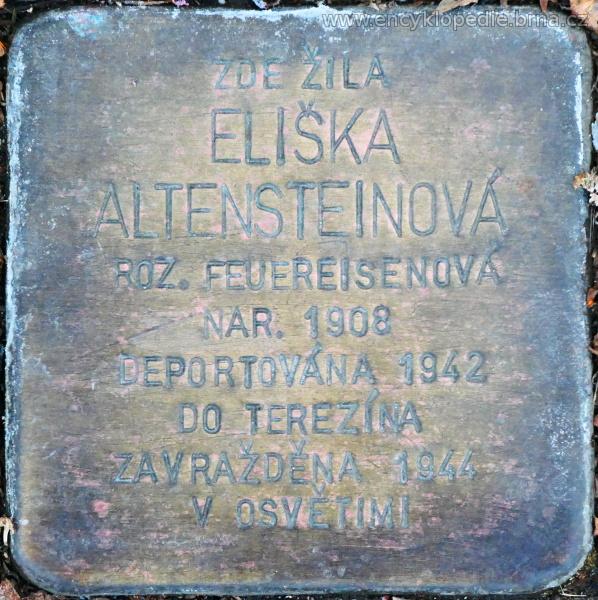 www.encyklopedie.brna.cz
ZDE ŽILA
ELIŠKA
ALTENSTEINOVÁ
ROZ. FEUEREISENOVÁ
NAR. 1908
DEPORTOVÁNA 1942
DO TEREZÍNA
ZAVRAŽDĚNA 1944
V OSVĚTIMI